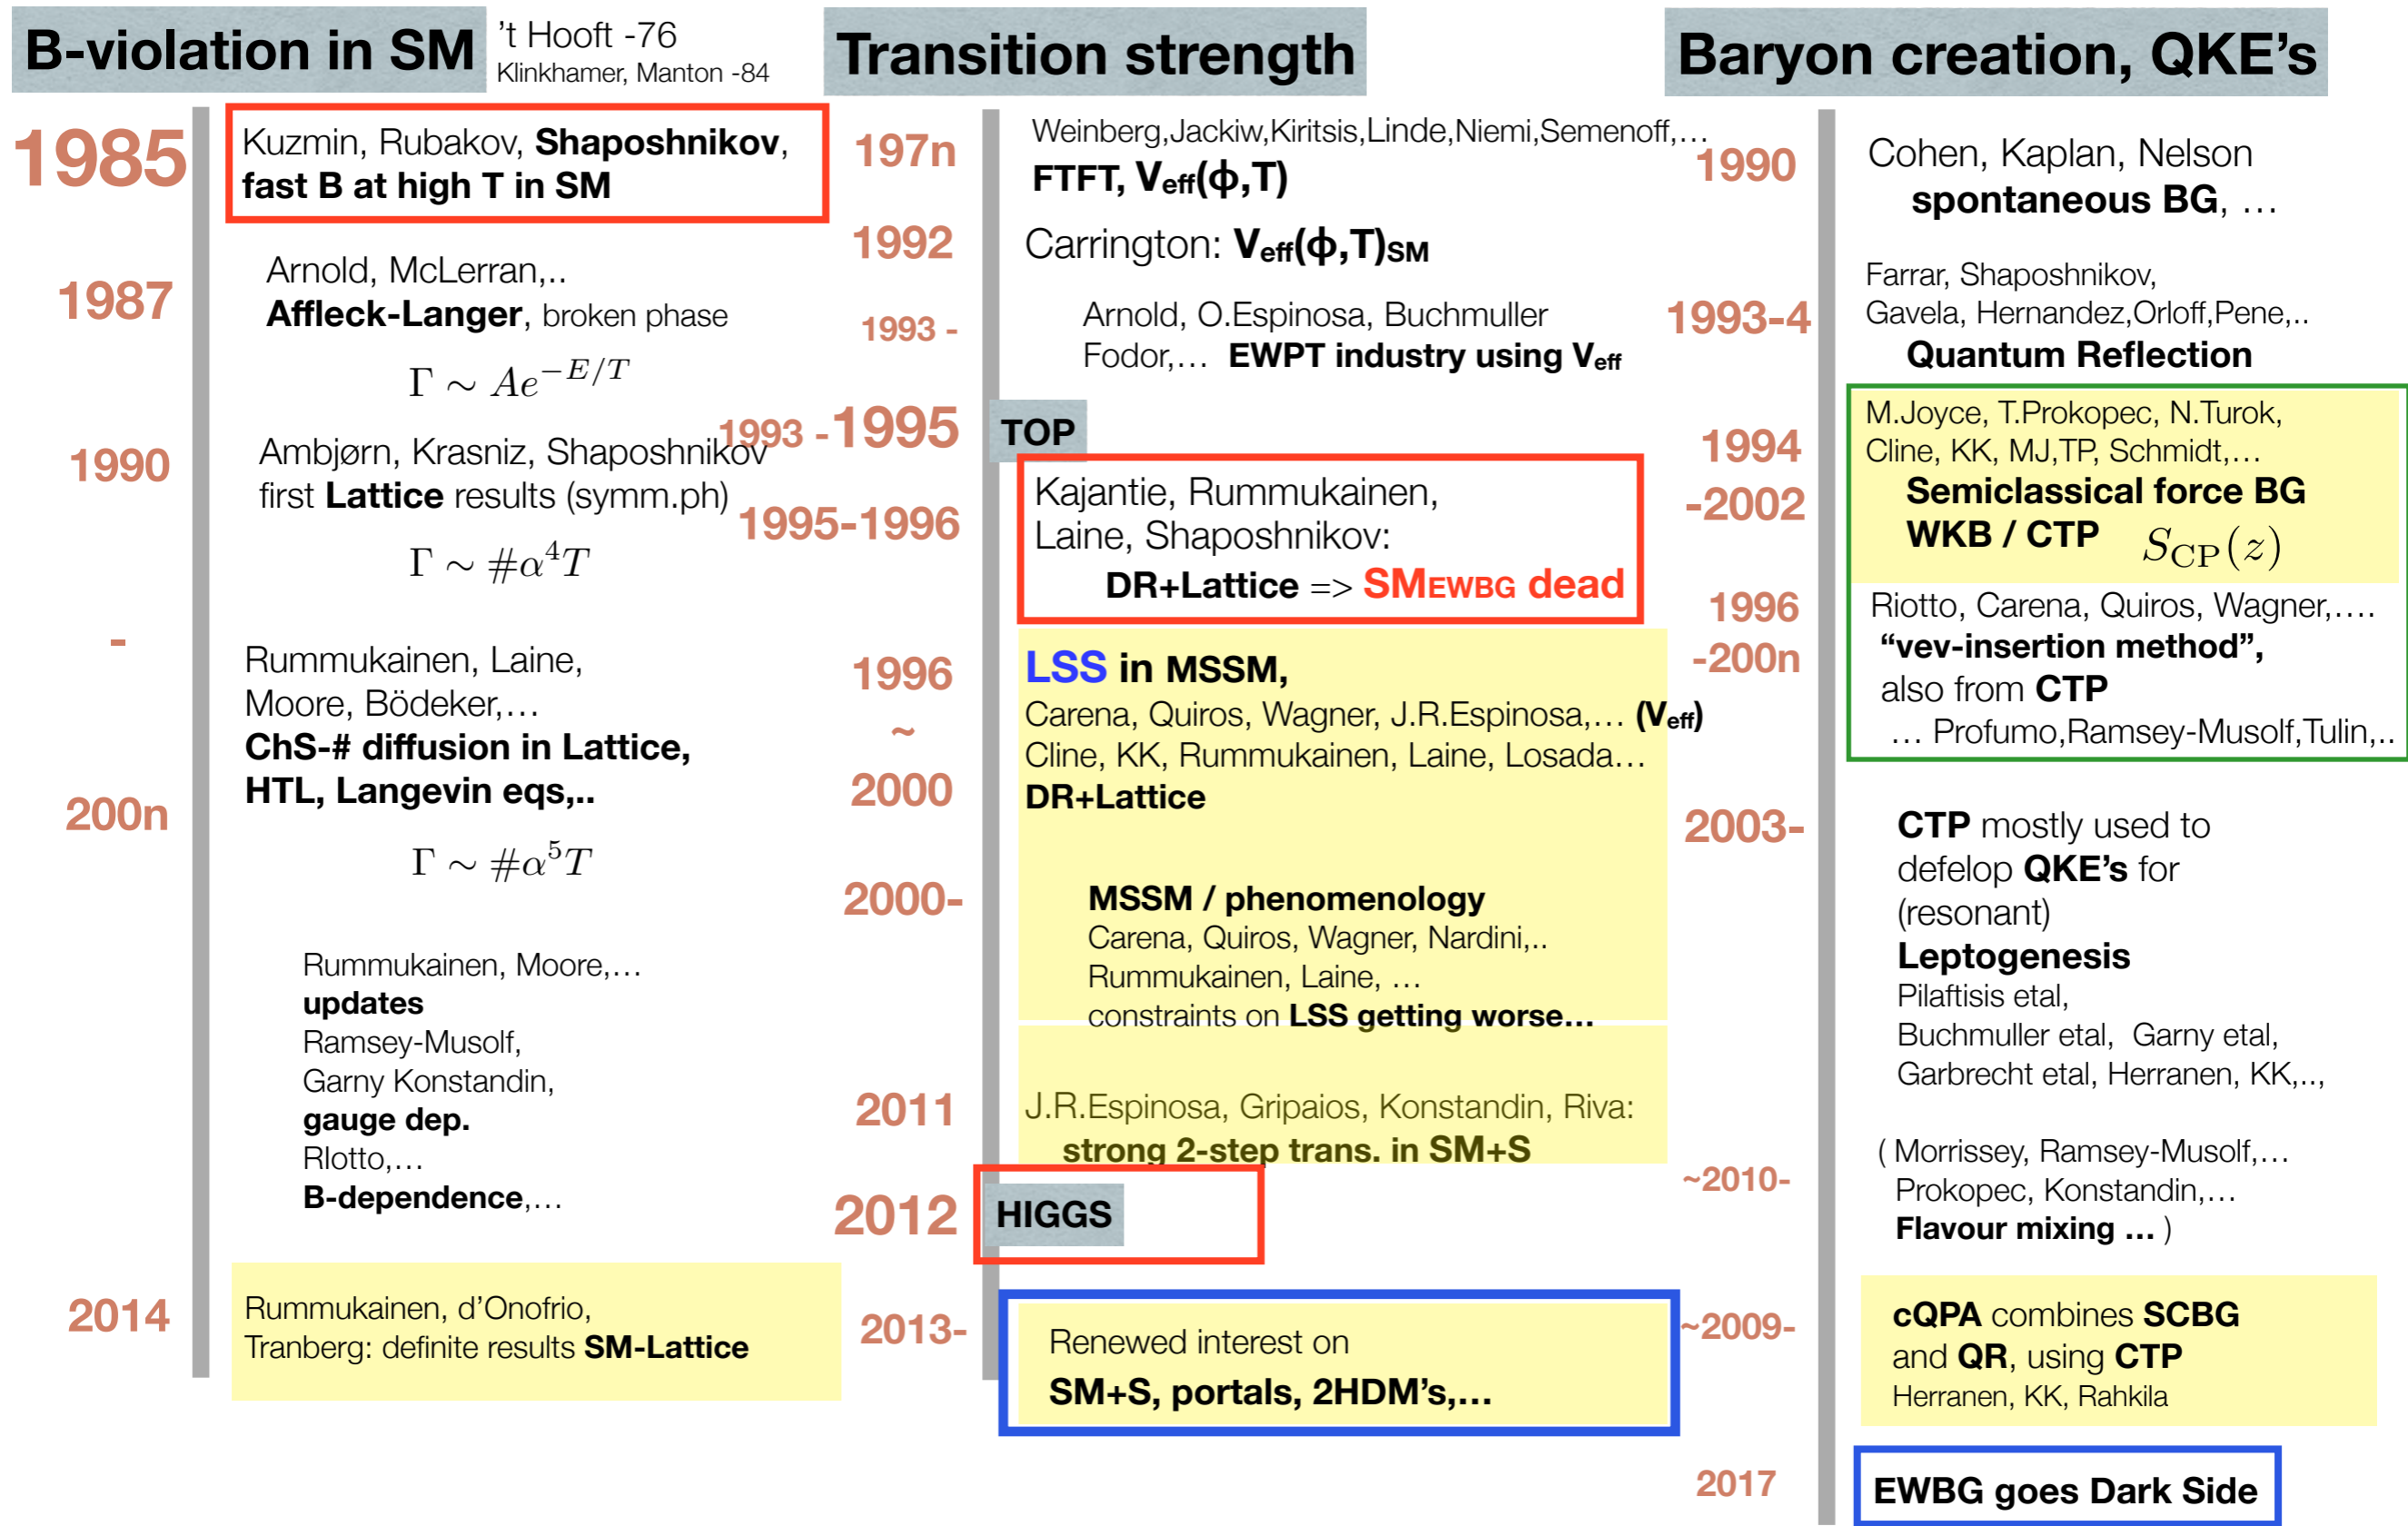 B-violation in SM
't Hooft -76
Klinkhamer, Manton -84
1985
Kuzmin, Rubakov, Shaposhnikov,
fast B at high T in SM
1987
Arnold, McLerran,..
Affleck-Langer, broken phase
Γ ∼ Ae^{−E/T}
1990
Ambjørn, Krasniz, Shaposhnikov
first Lattice results (symm.ph)
Γ ∼ #α^4T
-
Rummukainen, Laine,
Moore, Bödeker,…
ChS-# diffusion in Lattice,
HTL, Langevin eqs,..
200n
Γ ∼ #α^5T
Rummukainen, Moore,…
updates
Ramsey-Musolf,
Garny Konstandin,
gauge dep.
RIotto,…
B-dependence,…
2014
Rummukainen, d'Onofrio,
Tranberg: definite results SM-Lattice
Transition strength
197n
Weinberg,Jackiw,Kiritsis,Linde,Niemi,Semenoff,…
FTFT, Veff(ϕ,T)
1992
Carrington: Veff(ϕ,T)SM
1993 -
Arnold, O.Espinosa, Buchmuller
Fodor,… EWPT industry using Veff
1993 -1995
TOP
1995-1996
Kajantie, Rummukainen,
Laine, Shaposhnikov:
DR+Lattice => SMEWBG dead
1996
~
2000
LSS in MSSM,
Carena, Quiros, Wagner, J.R.Espinosa,… (Veff)
Cline, KK, Rummukainen, Laine, Losada…
DR+Lattice
2000-
MSSM / phenomenology
Carena, Quiros, Wagner, Nardini,..
Rummukainen, Laine, …
constraints on LSS getting worse…
2011
J.R.Espinosa, Gripaios, Konstandin, Riva:
strong 2-step trans. in SM+S
2012
HIGGS
2013-
Renewed interest on
SM+S, portals, 2HDM's,…
Baryon creation, QKE's
1990
Cohen, Kaplan, Nelson
spontaneous BG, …
1993-4
Farrar, Shaposhnikov,
Gavela, Hernandez,Orloff,Pene,..
Quantum Reflection
1994
-2002
M.Joyce, T.Prokopec, N.Turok,
Cline, KK, MJ,TP, Schmidt,…
Semiclassical force BG
WKB / CTP S_CP(z)
1996
-200n
Riotto, Carena, Quiros, Wagner,….
“vev-insertion method”,
also from CTP
… Profumo,Ramsey-Musolf,Tulin,..
2003-
CTP mostly used to
defelop QKE's for
(resonant)
Leptogenesis
Pilaftisis etal,
Buchmuller etal, Garny etal,
Garbrecht etal, Herranen, KK,..,
~2010-
( Morrissey, Ramsey-Musolf,…
Prokopec, Konstandin,…
Flavour mixing … )
~2009-
cQPA combines SCBG
and QR, using CTP
Herranen, KK, Rahkila
2017
EWBG goes Dark Side